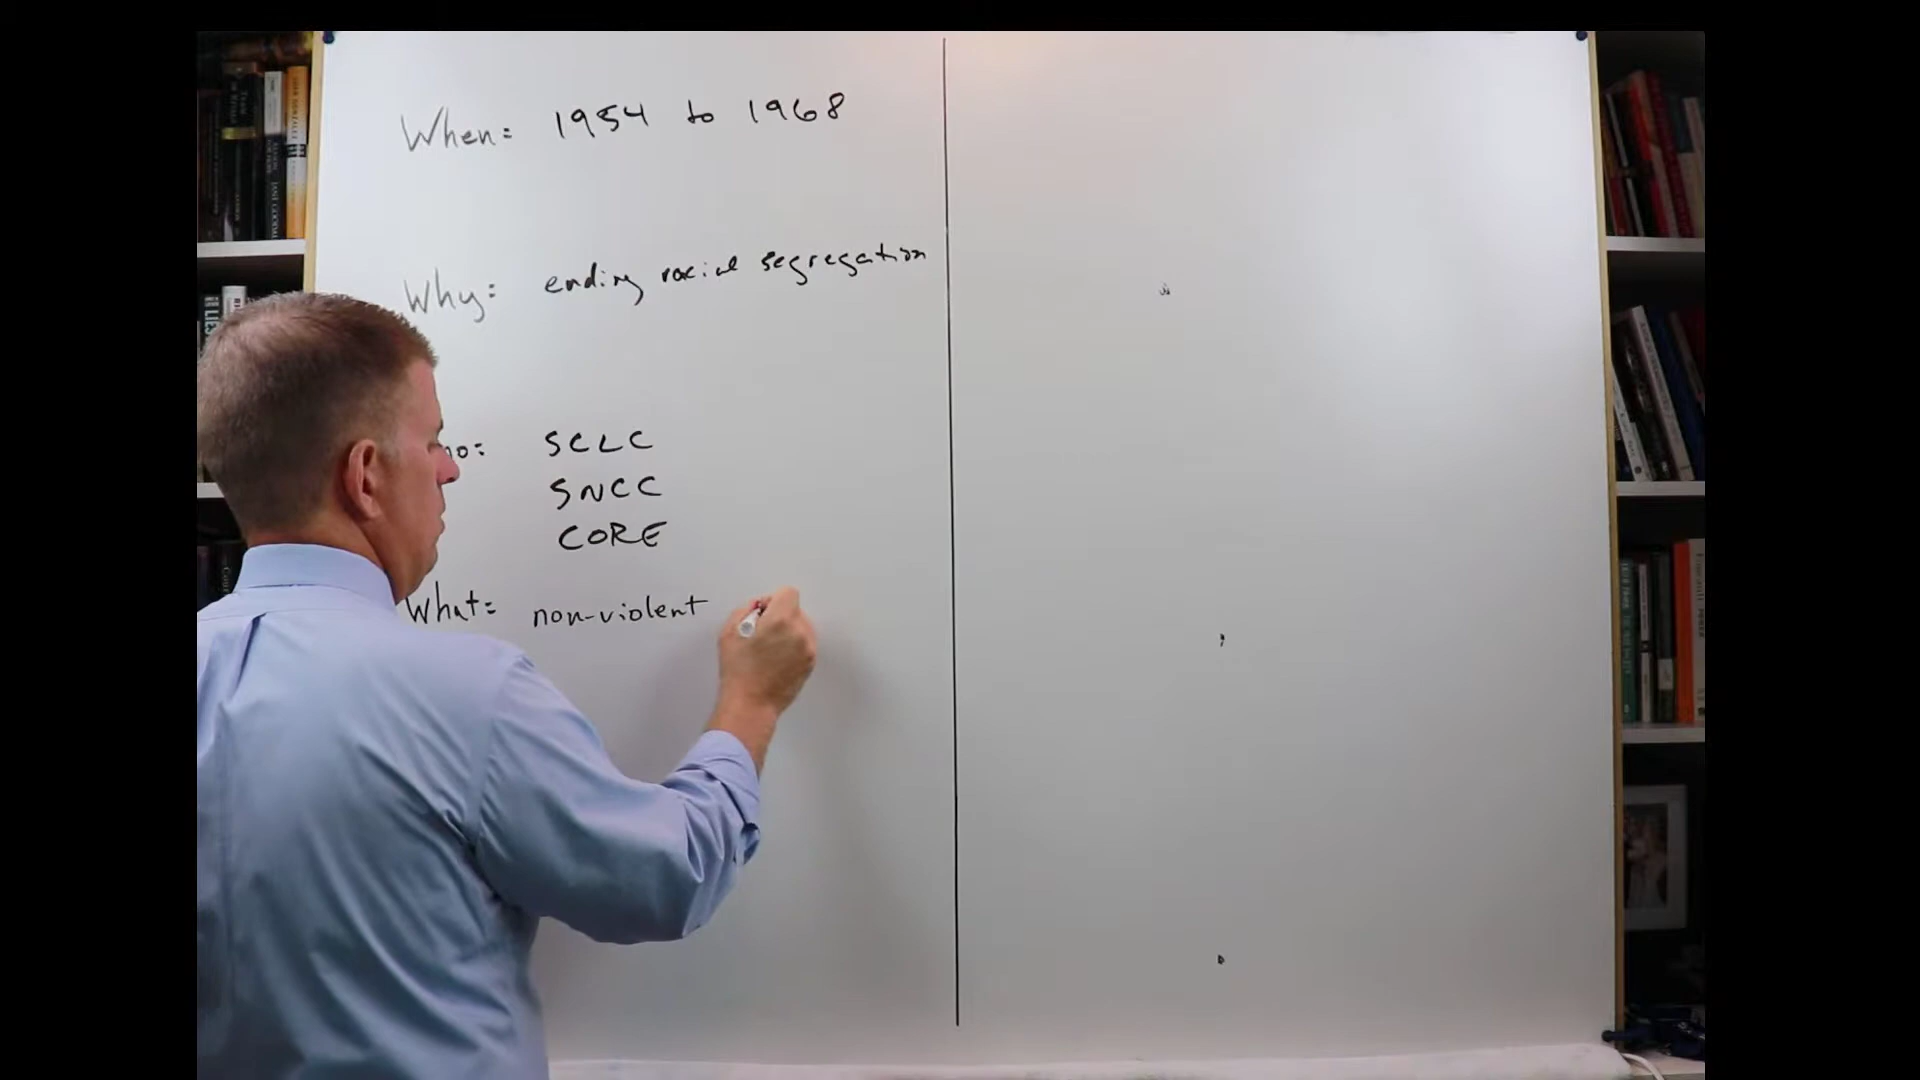 When: 1954 to 1968
Why: ending racial segregation
SCLC
SNCC
CORE
What: non-violent